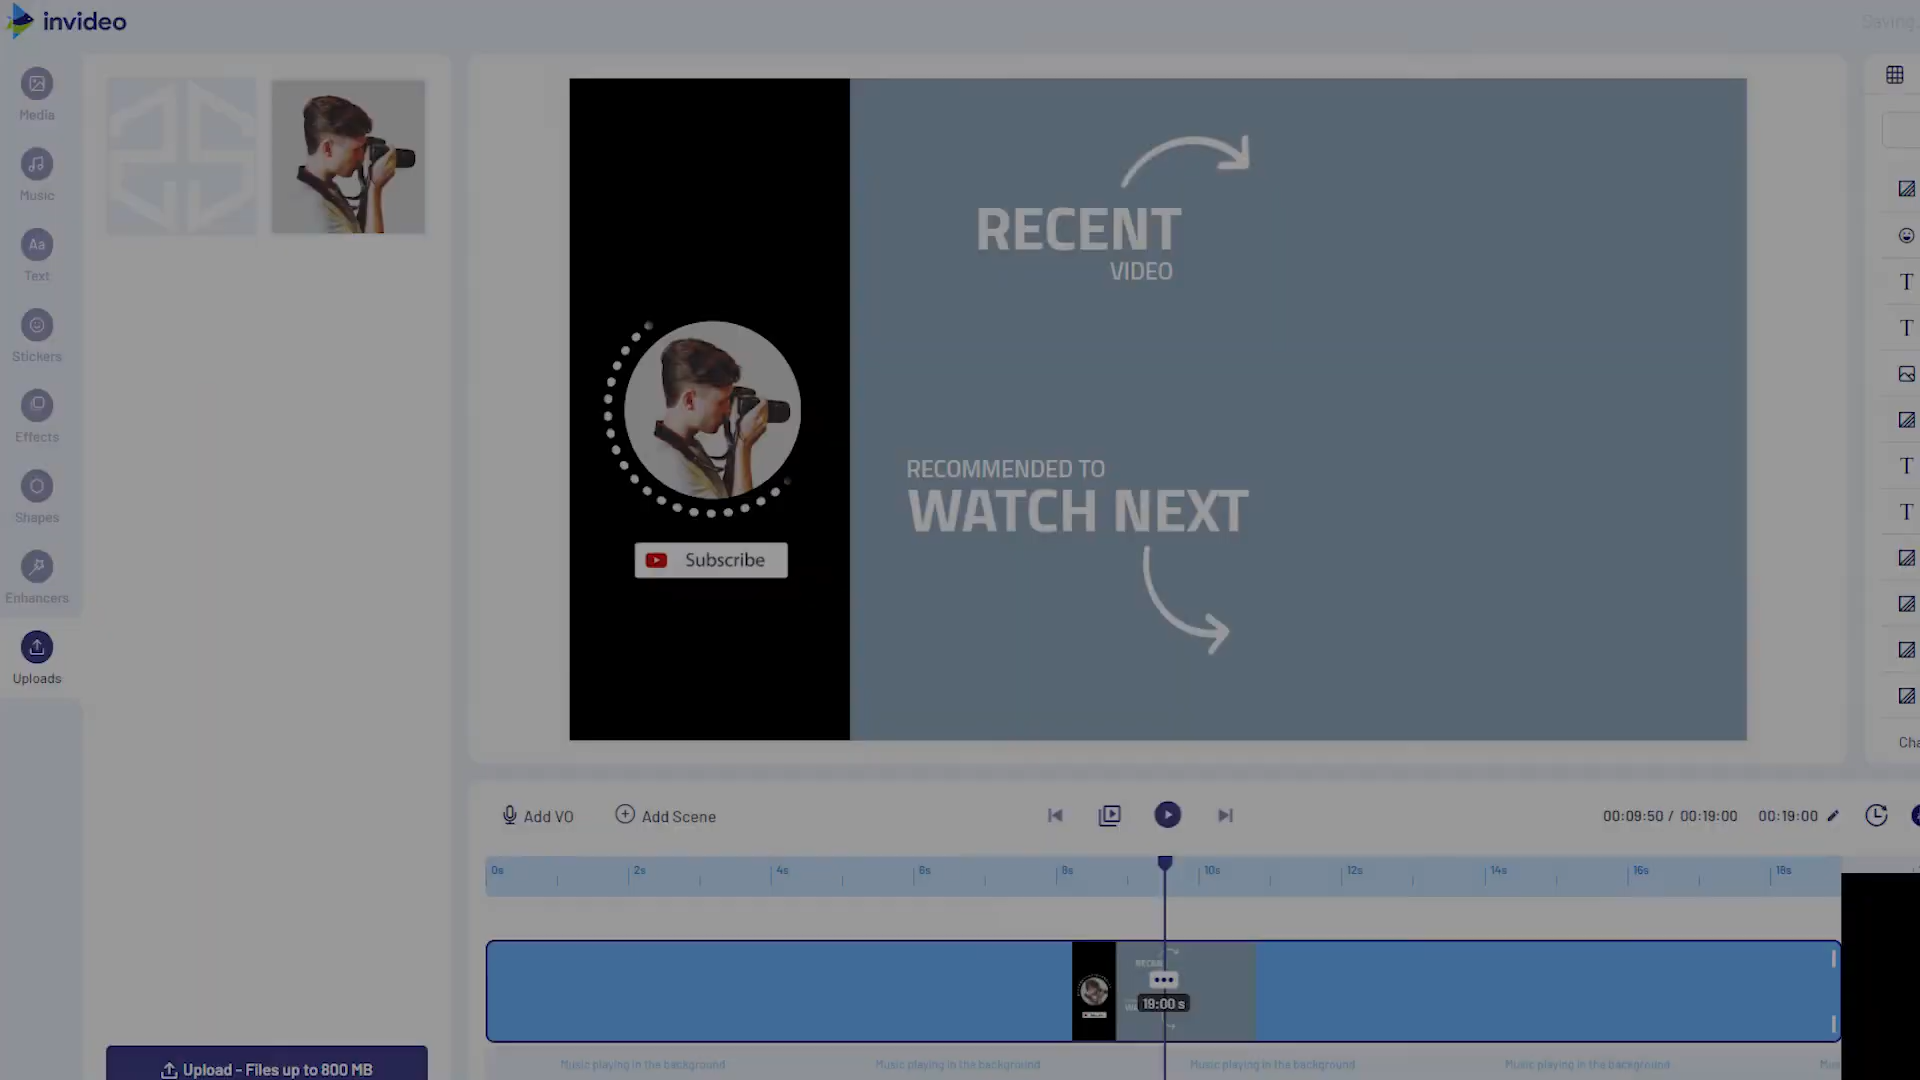 invideo
Saving
Media
Music
Aa
Text
Stickers
Effects
Shapes
Enhancers
Uploads
Upload - Files up to 800 MB
RECENT
VIDEO
RECOMMENDED TO
WATCH NEXT
Subscribe
T
T
T
T
Add VO
Add Scene
00:09:50 / 00:19:00
00:19:00
0s 2s 4s 6s 8s 10s 12s 14s 16s 18s
19:00 s
Music playing in the background Music playing in the background Music playing in the background Music playing in the background